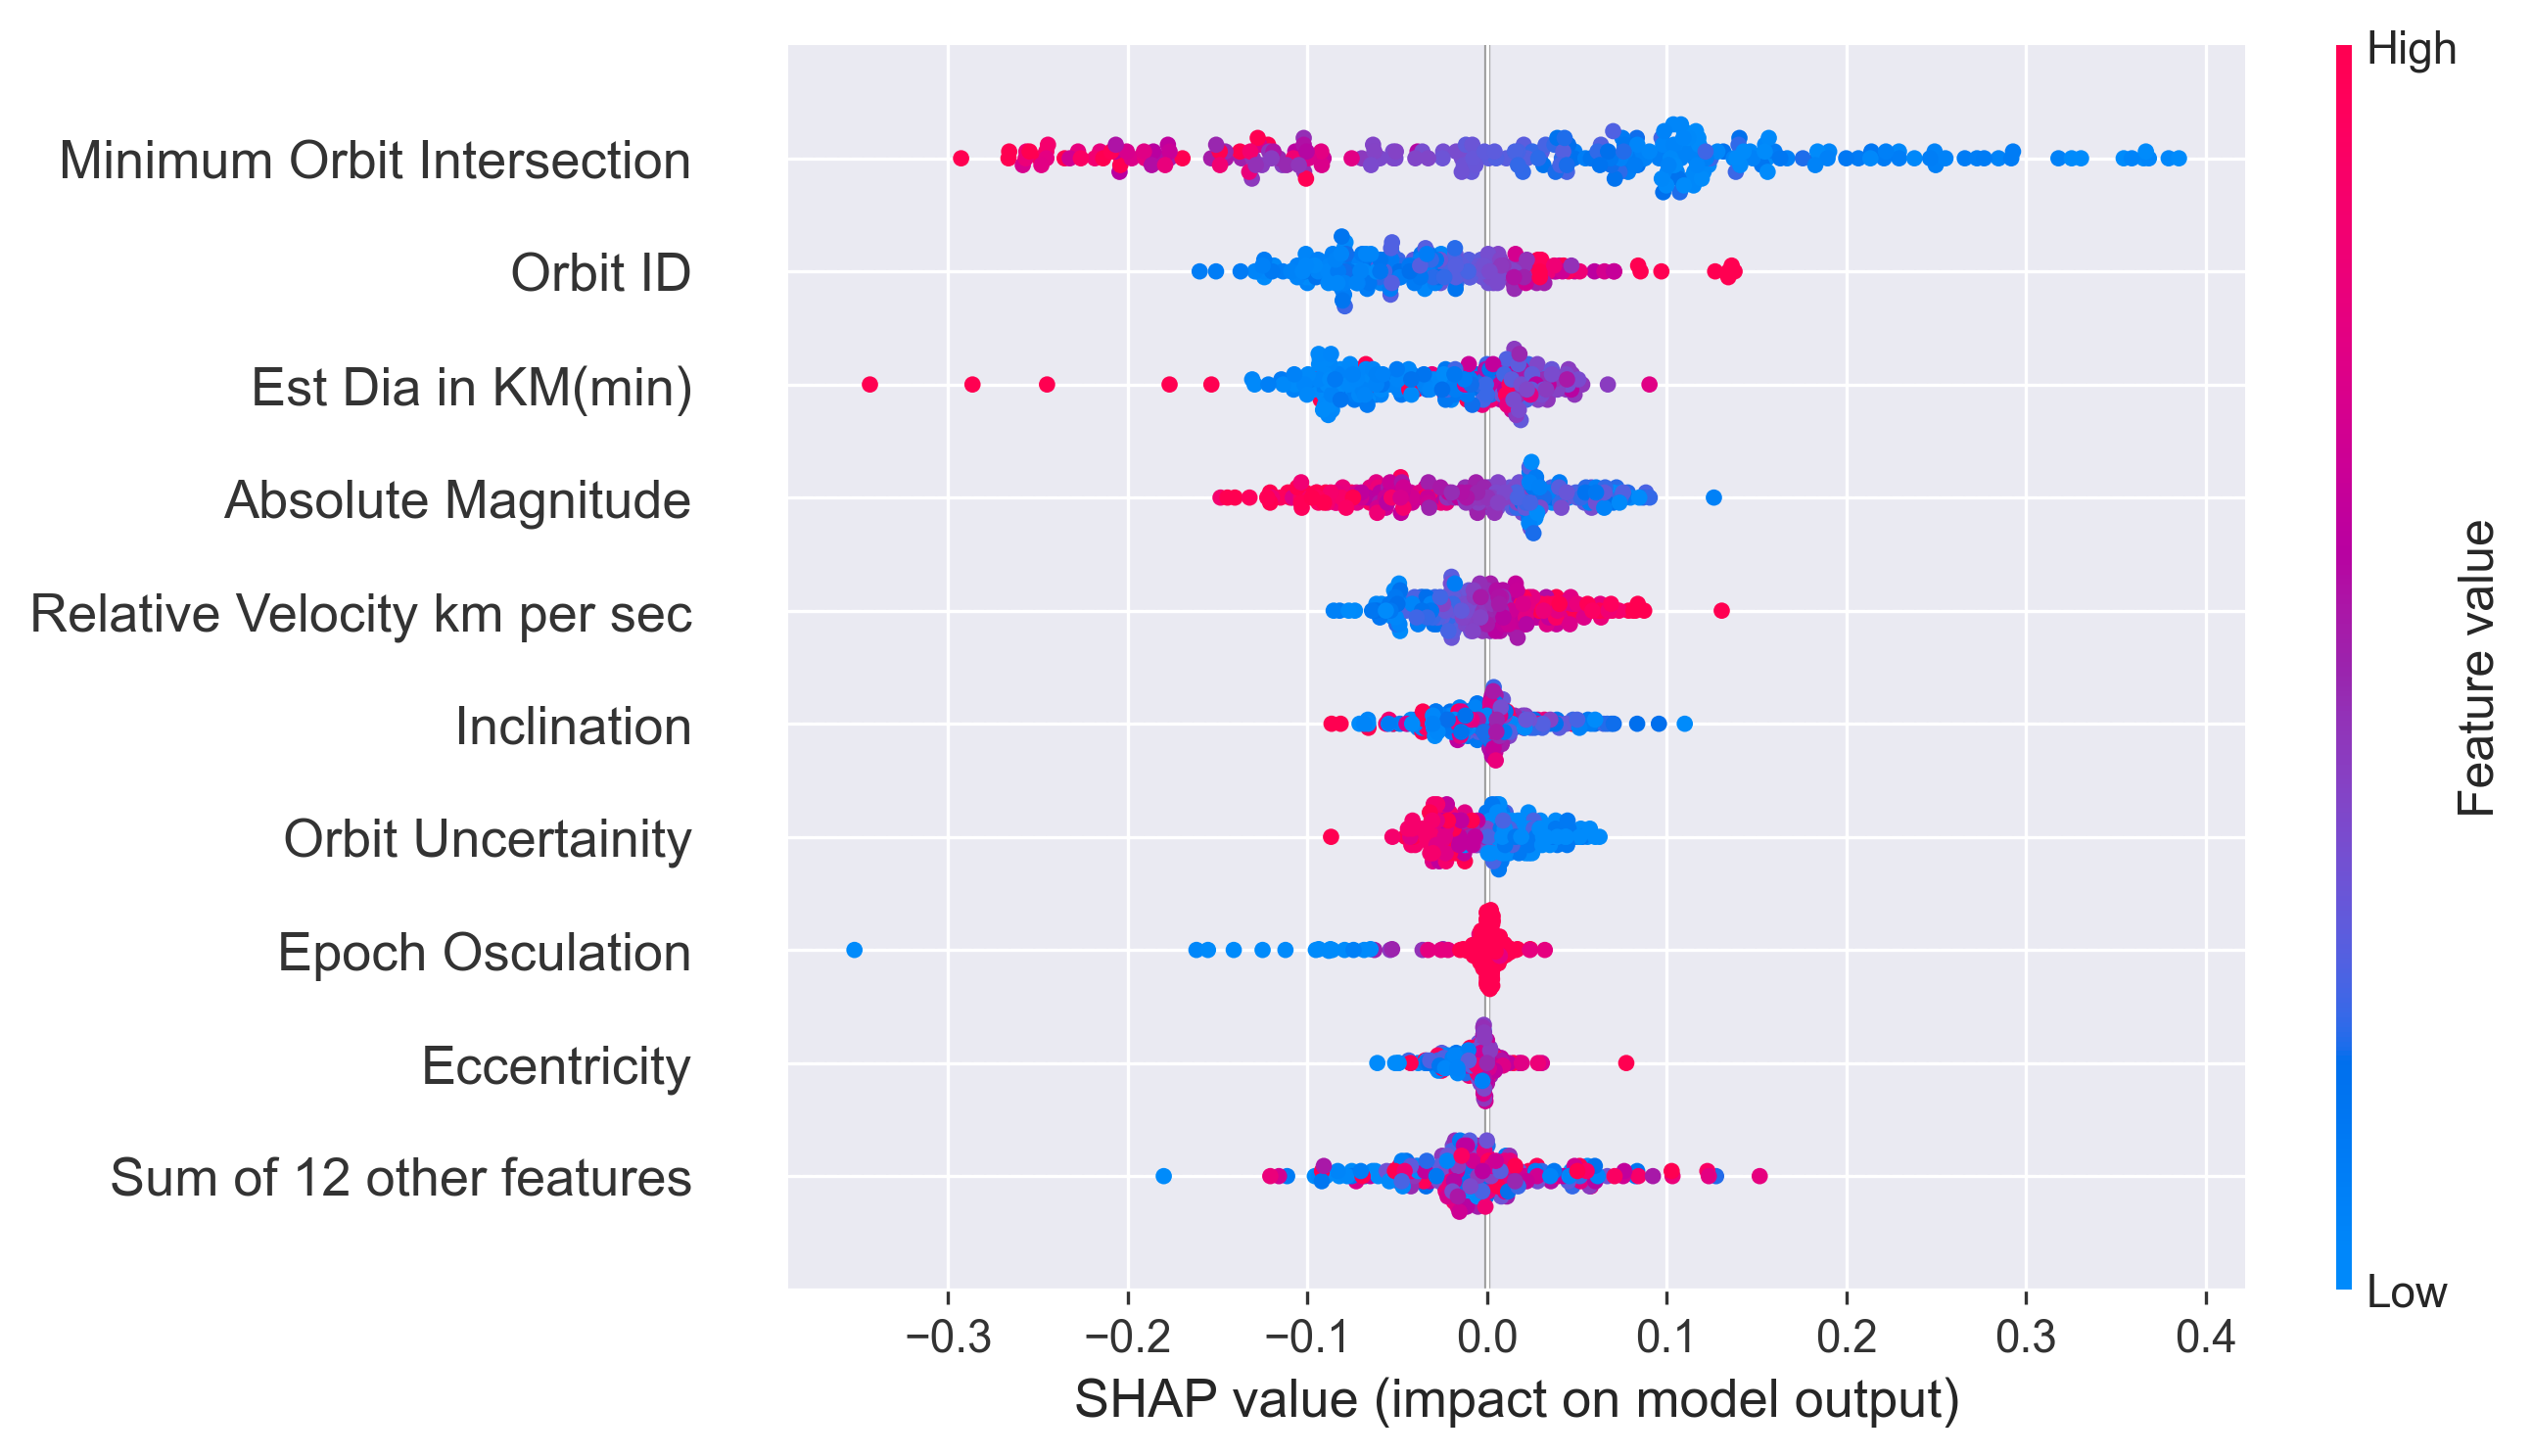 High
Minimum Orbit Intersection
Orbit ID
Est Dia in KM(min)
Absolute Magnitude
Relative Velocity km per sec
Inclination
Orbit Uncertainity
Epoch Osculation
Eccentricity
Sum of 12 other features
Feature value
Low
−0.3 −0.2 −0.1 0.0 0.1 0.2 0.3 0.4
SHAP value (impact on model output)